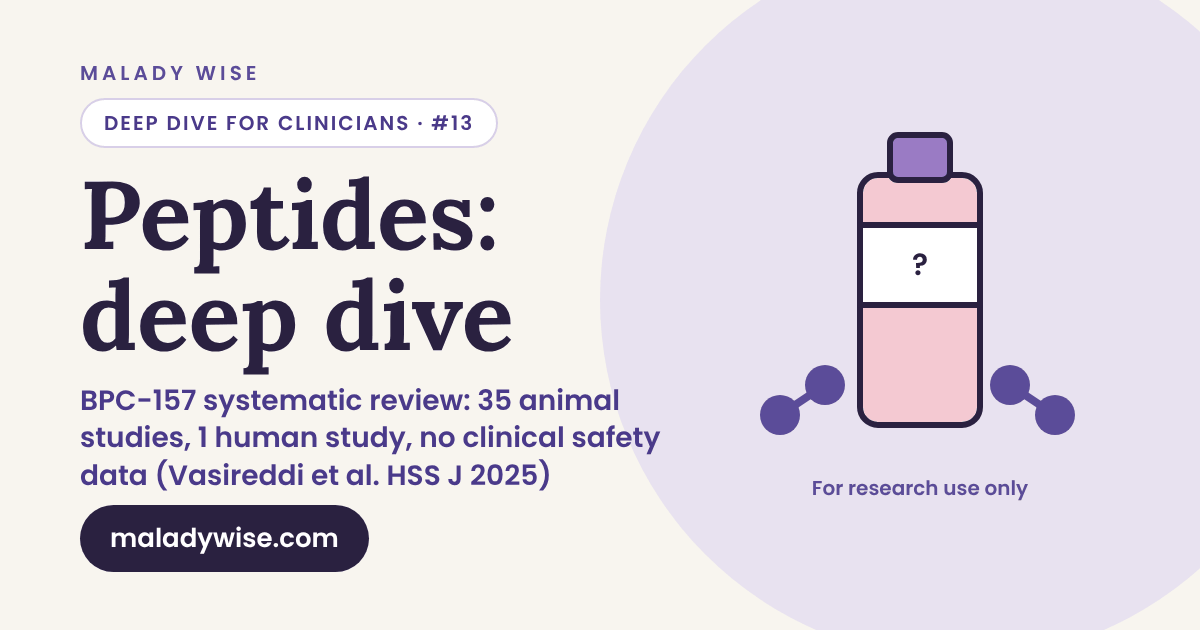 MALADY WISE
DEEP DIVE FOR CLINICIANS · #13
Peptides:
deep dive
BPC-157 systematic review: 35 animal
studies, 1 human study, no clinical safety
data (Vasireddi et al. HSS J 2025)
maladywise.com
?
For research use only